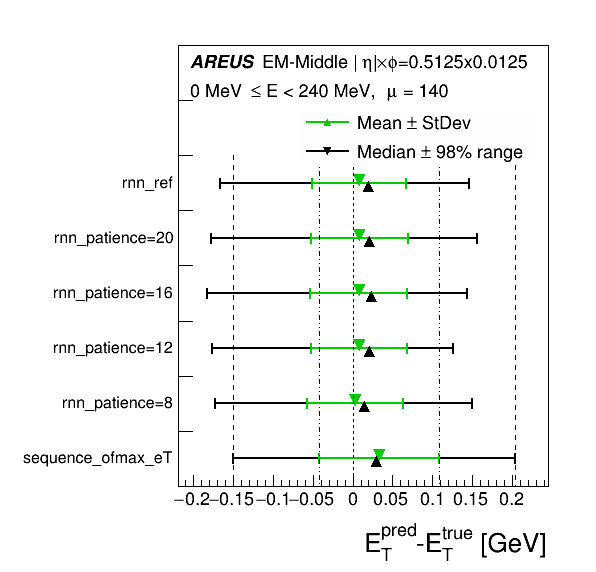 AREUS EM-Middle | η|×ϕ=0.5125x0.0125
0 MeV ≤ E < 240 MeV, μ = 140
Mean ± StDev
Median ± 98% range
rnn_ref
rnn_patience=20
rnn_patience=16
rnn_patience=12
rnn_patience=8
sequence_ofmax_eT
−0.2 −0.15 −0.1 −0.05 0 0.05 0.1 0.15 0.2
E_T^pred-E_T^true [GeV]